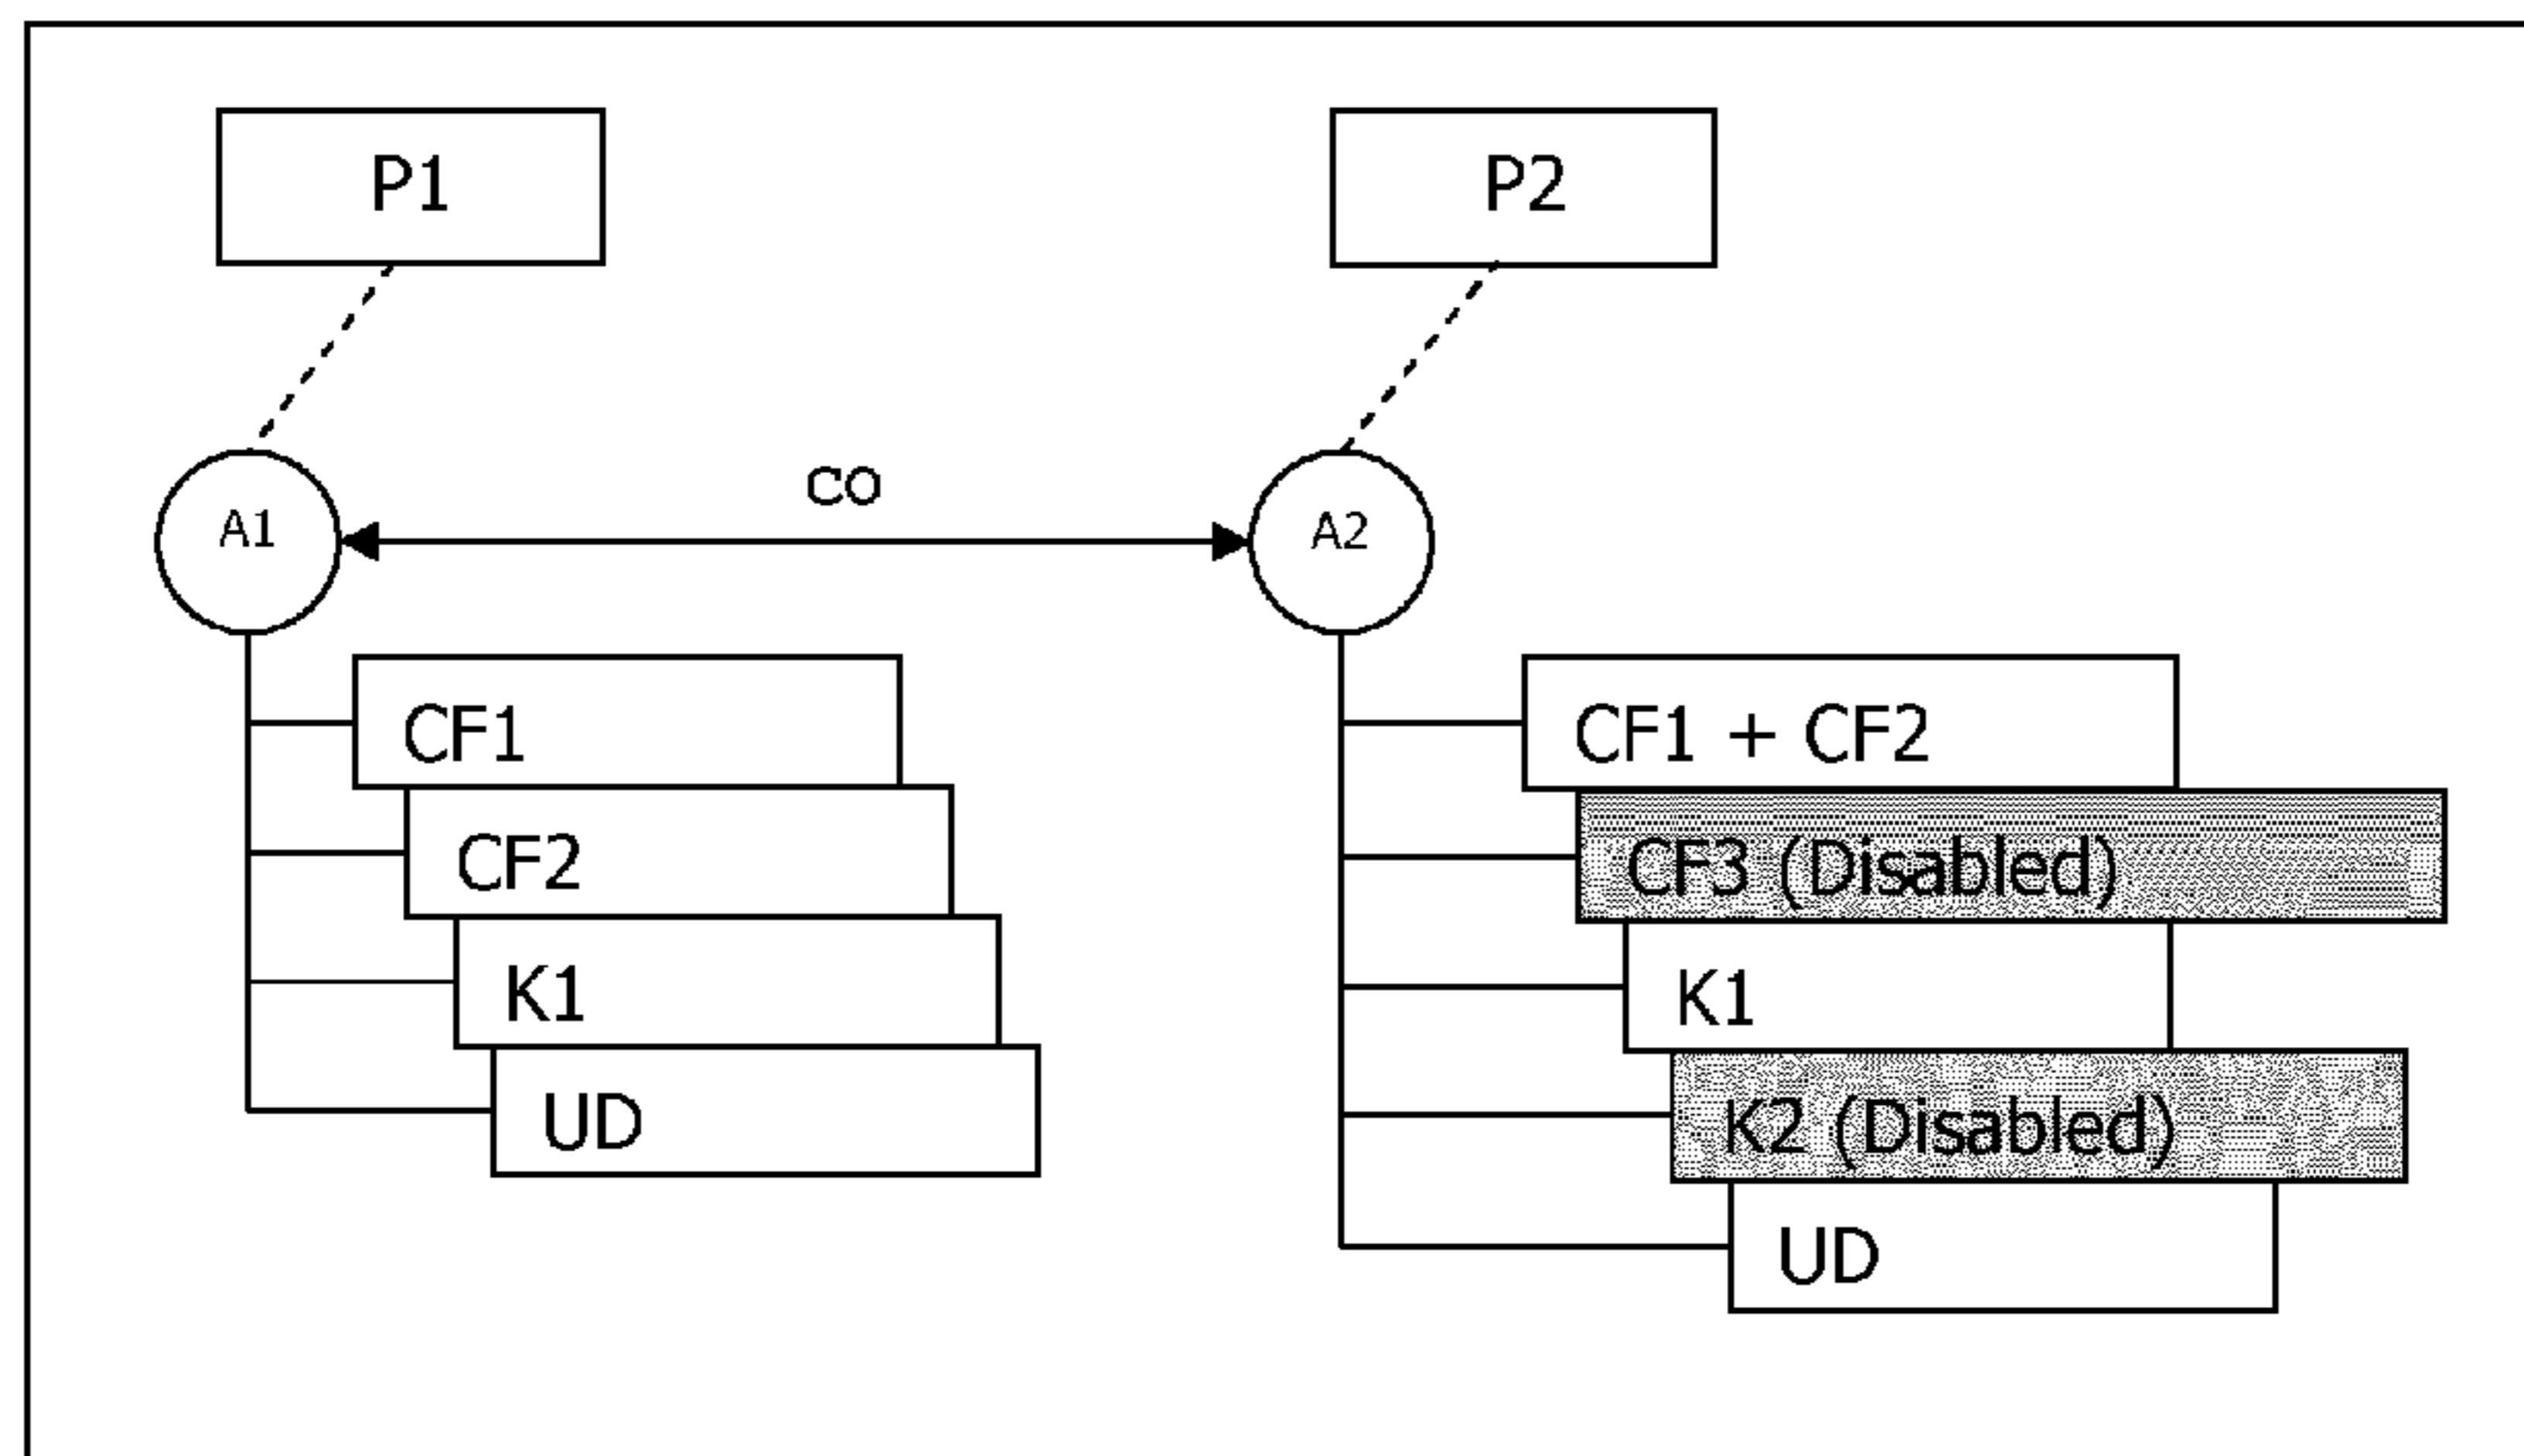 P1
P2
A1
co
A2
CF1
CF2
K1
UD
CF1 + CF2
CF3 (Disabled)
K1
K2 (Disabled)
UD